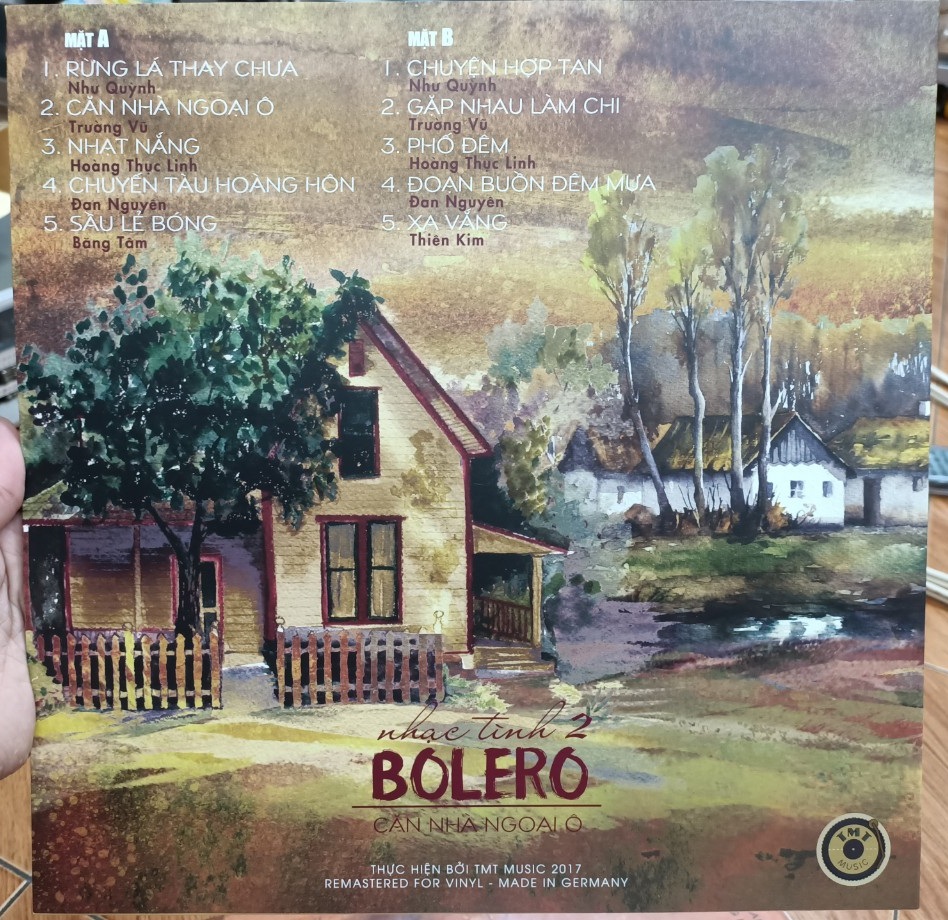 MẶT A
1. RỪNG LÁ THAY CHƯA
Như Quỳnh
2. CĂN NHÀ NGOẠI Ô
Trường Vũ
3. NHẠT NẮNG
Hoàng Thục Linh
4. CHUYẾN TÀU HOÀNG HÔN
Đan Nguyên
5. SẦU LẺ BÓNG
Băng Tâm
MẶT B
1. CHUYỆN HỢP TAN
Như Quỳnh
2. GẶP NHAU LÀM CHI
Trường Vũ
3. PHỐ ĐÊM
Hoàng Thục Linh
4. ĐOẠN BUỒN ĐÊM MƯA
Đan Nguyên
5. XA VẮNG
Thiên Kim
nhạc tình 2
BOLERO
CĂN NHÀ NGOẠI Ô
THỰC HIỆN BỞI TMT MUSIC 2017
REMASTERED FOR VINYL - MADE IN GERMANY
TMT
MUSIC